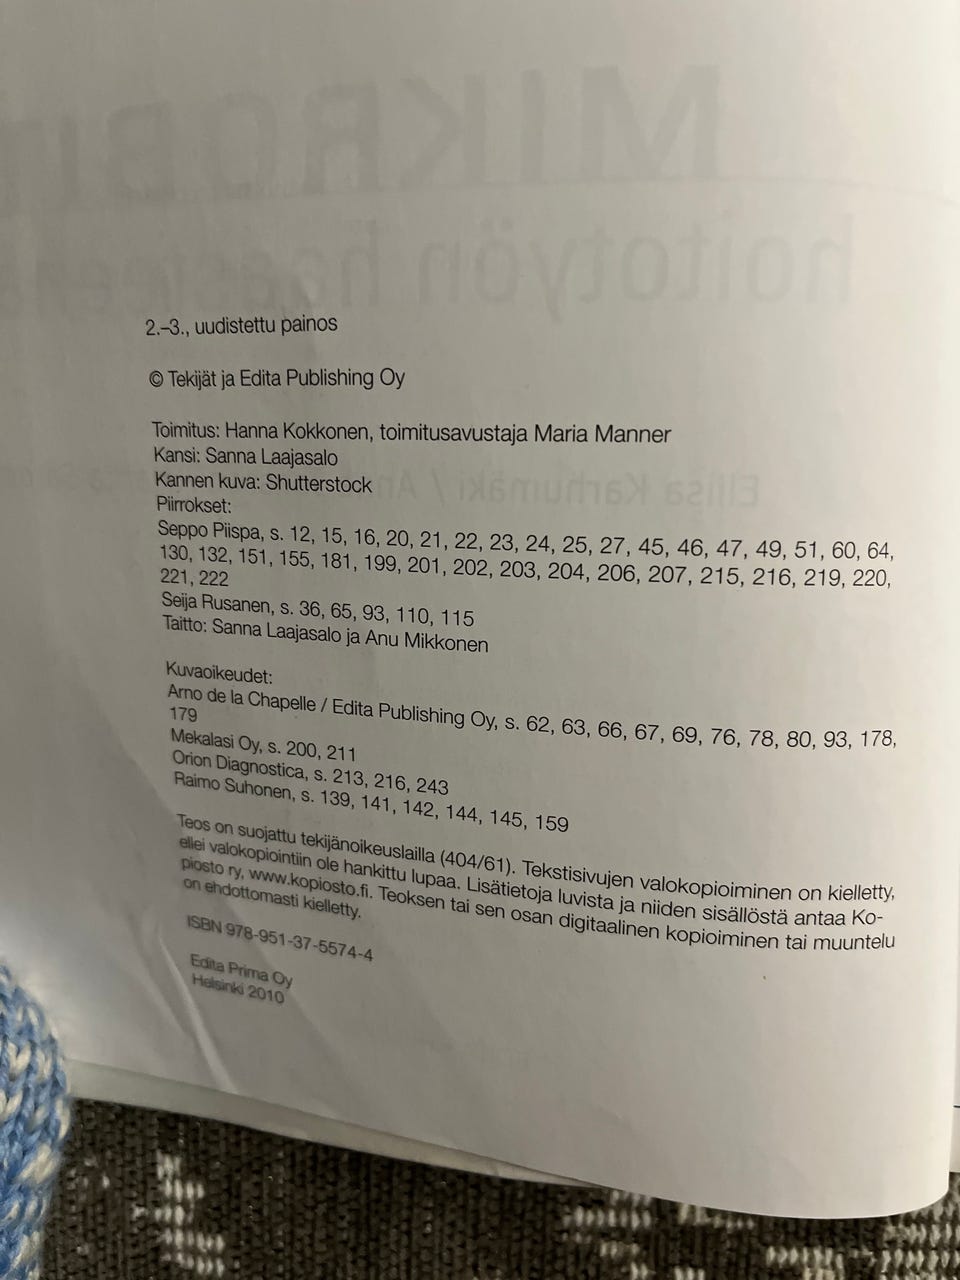 2.–3., uudistettu painos
© Tekijät ja Edita Publishing Oy
Toimitus: Hanna Kokkonen, toimitusavustaja Maria Manner
Kansi: Sanna Laajasalo
Kannen kuva: Shutterstock
Piirrokset:
Seppo Piispa, s. 12, 15, 16, 20, 21, 22, 23, 24, 25, 27, 45, 46, 47, 49, 51, 60, 64,
130, 132, 151, 155, 181, 199, 201, 202, 203, 204, 206, 207, 215, 216, 219, 220,
221, 222
Seija Rusanen, s. 36, 65, 93, 110, 115
Taitto: Sanna Laajasalo ja Anu Mikkonen
Kuvaoikeudet:
Arno de la Chapelle / Edita Publishing Oy, s. 62, 63, 66, 67, 69, 76, 78, 80, 93, 178,
179
Mekalasi Oy, s. 200, 211
Orion Diagnostica, s. 213, 216, 243
Raimo Suhonen, s. 139, 141, 142, 144, 145, 159
Teos on suojattu tekijänoikeuslailla (404/61). Tekstisivujen valokopioiminen on kielletty,
ellei valokopiointiin ole hankittu lupaa. Lisätietoja luvista ja niiden sisällöstä antaa Ko-
piosto ry, www.kopiosto.fi. Teoksen tai sen osan digitaalinen kopioiminen tai muuntelu
on ehdottomasti kielletty.
ISBN 978-951-37-5574-4
Edita Prima Oy
Helsinki 2010